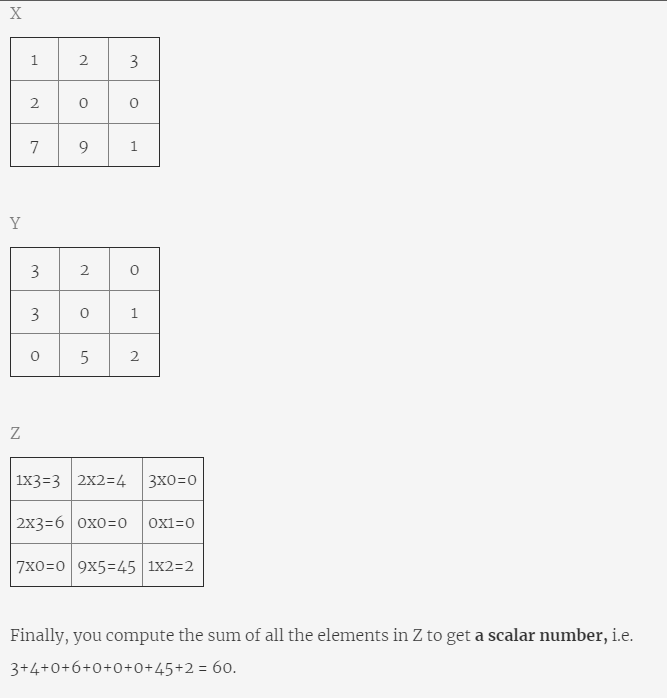 X
1 2 3
2 0 0
7 9 1
Y
3 2 0
3 0 1
0 5 2
Z
1x3=3 2x2=4 3x0=0
2x3=6 0x0=0 0x1=0
7x0=0 9x5=45 1x2=2
Finally, you compute the sum of all the elements in Z to get a scalar number, i.e.
3+4+0+6+0+0+0+45+2 = 60.